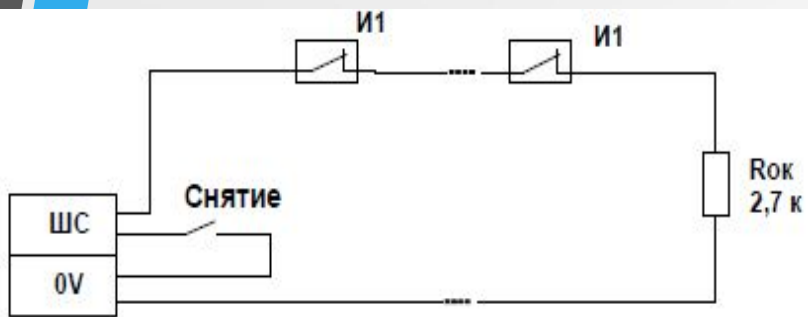 И1
И1
Rок
2,7 к
Снятие
ШС
0V